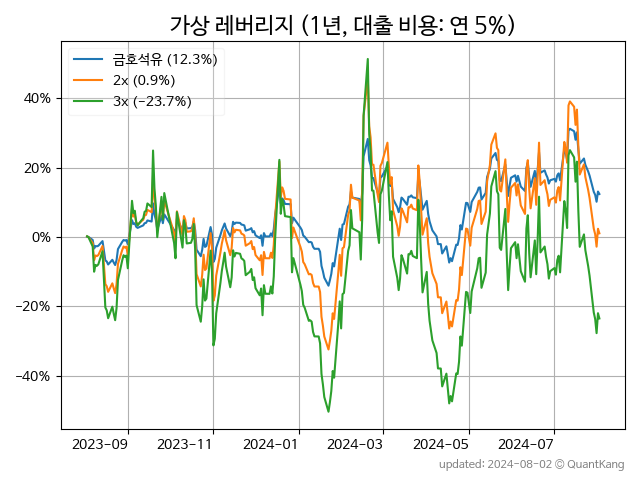 가상 레버리지 (1년, 대출 비용: 연 5%)
금호석유 (12.3%)
2x (0.9%)
3x (−23.7%)
40%
20%
0%
−20%
−40%
2023-09
2023-11
2024-01
2024-03
2024-05
2024-07
updated: 2024-08-02 © QuantKang